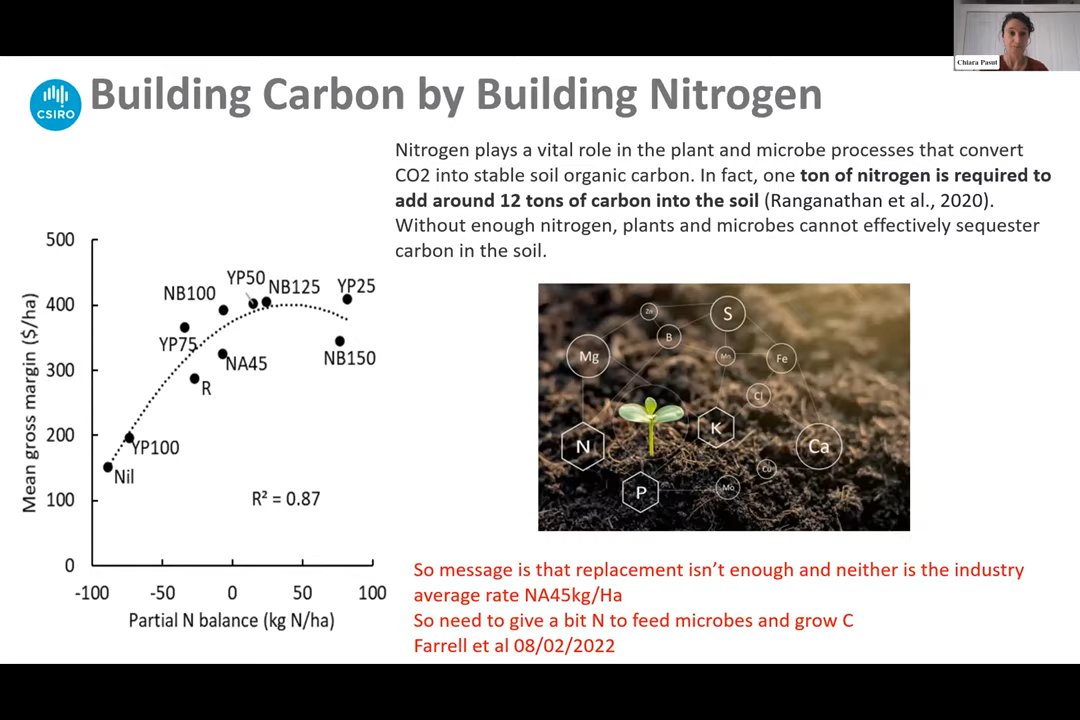 Chiara Pasut
CSIRO
Building Carbon by Building Nitrogen
Nitrogen plays a vital role in the plant and microbe processes that convert
CO2 into stable soil organic carbon. In fact, one ton of nitrogen is required to
add around 12 tons of carbon into the soil (Ranganathan et al., 2020).
Without enough nitrogen, plants and microbes cannot effectively sequester
carbon in the soil.
Mean gross margin ($/ha)
500
400
300
200
100
0
YP50
NB125
YP25
NB100
YP75
NA45
NB150
R
YP100
Nil
R² = 0.87
-100
-50
0
50
100
Partial N balance (kg N/ha)
S
B
Mg
Mn
Fe
Cl
K
N
Ca
Cu
P
Mo
So message is that replacement isn't enough and neither is the industry
average rate NA45kg/Ha
So need to give a bit N to feed microbes and grow C
Farrell et al 08/02/2022